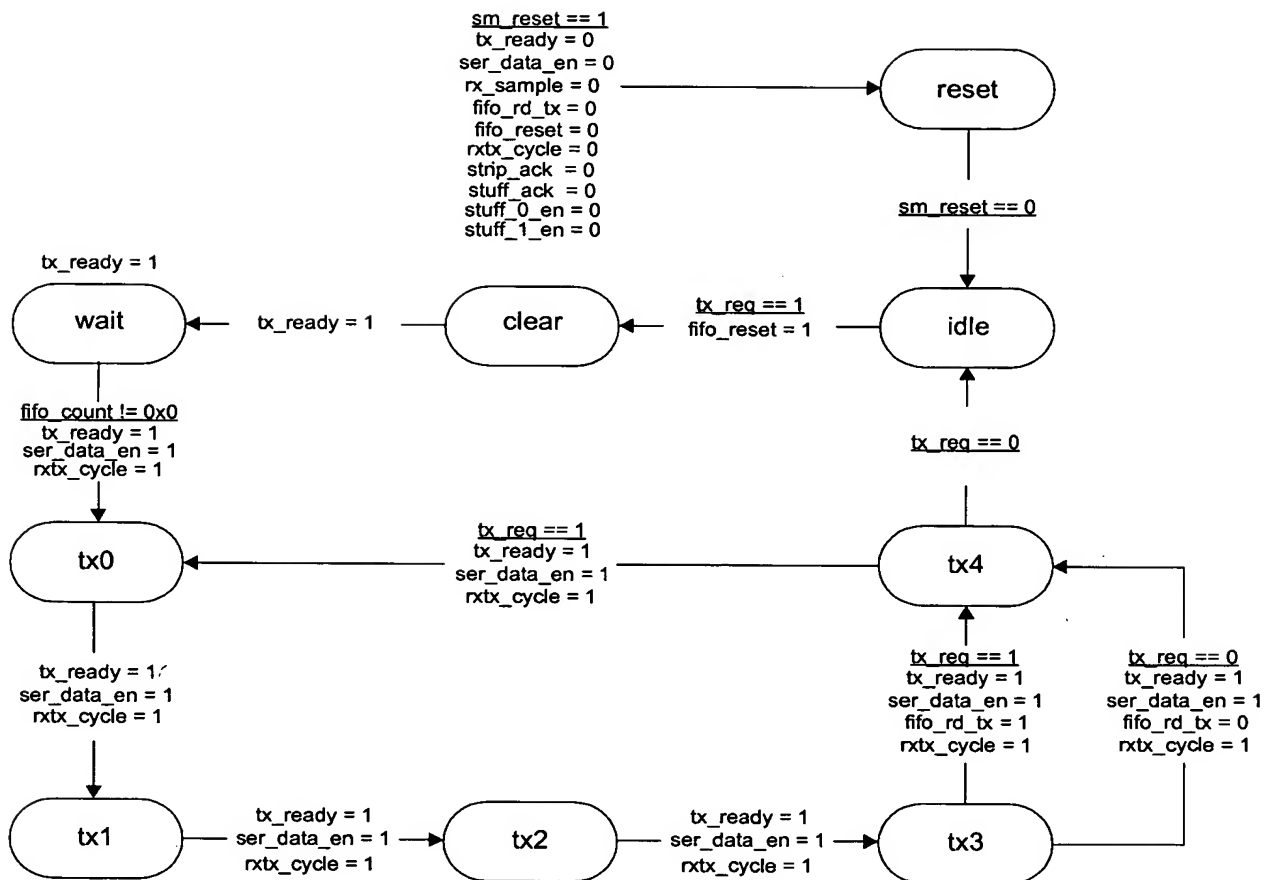 sm_reset == 1
tx_ready = 0
ser_data_en = 0
rx_sample = 0
fifo_rd_tx = 0
fifo_reset = 0
rxtx_cycle = 0
strip_ack = 0
stuff_ack = 0
stuff_0_en = 0
stuff_1_en = 0
reset
sm_reset == 0
tx_ready = 1
wait
tx_ready = 1
clear
tx_req == 1
fifo_reset = 1
idle
fifo_count != 0x0
tx_ready = 1
ser_data_en = 1
rxtx_cycle = 1
tx_req == 0
tx0
tx_req == 1
tx_ready = 1
ser_data_en = 1
rxtx_cycle = 1
tx4
tx_ready = 1
ser_data_en = 1
rxtx_cycle = 1
tx_req == 1
tx_ready = 1
ser_data_en = 1
fifo_rd_tx = 1
rxtx_cycle = 1
tx_req == 0
tx_ready = 1
ser_data_en = 1
fifo_rd_tx = 0
rxtx_cycle = 1
tx1
tx_ready = 1
ser_data_en = 1
rxtx_cycle = 1
tx2
tx_ready = 1
ser_data_en = 1
rxtx_cycle = 1
tx3